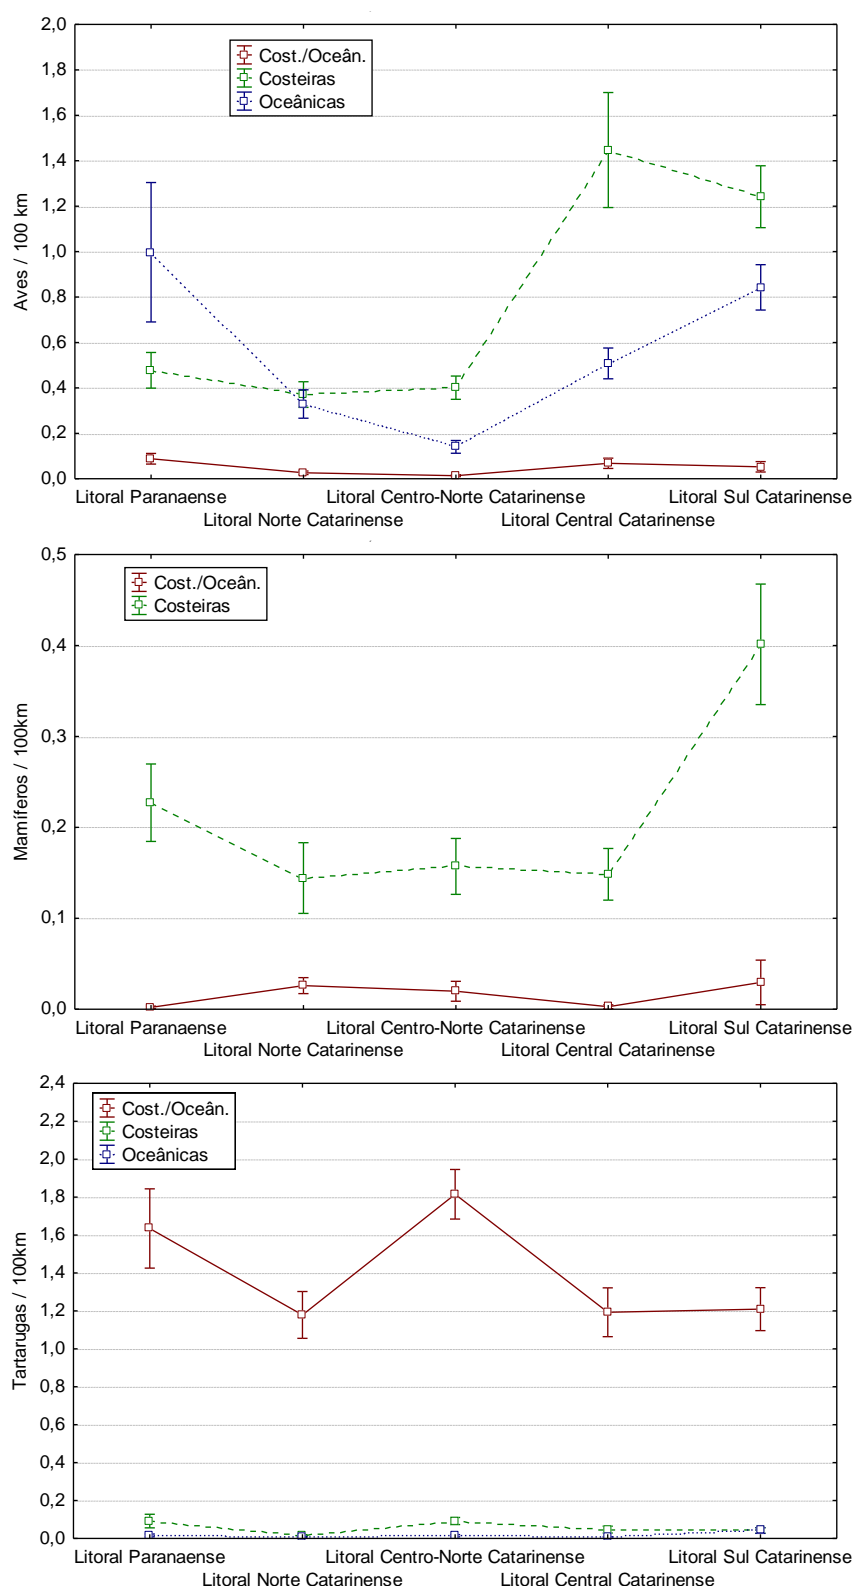 2,0
1,8
1,6
1,4
1,2
1,0
0,8
0,6
0,4
0,2
0,0
Aves / 100 km
Cost./Oceân.
Costeiras
Oceânicas
Litoral Paranaense
Litoral Centro-Norte Catarinense
Litoral Sul Catarinense
Litoral Norte Catarinense
Litoral Central Catarinense
0,5
0,4
0,3
0,2
0,1
0,0
Mamíferos / 100km
Cost./Oceân.
Costeiras
Litoral Paranaense
Litoral Centro-Norte Catarinense
Litoral Sul Catarinense
Litoral Norte Catarinense
Litoral Central Catarinense
2,4
2,2
2,0
1,8
1,6
1,4
1,2
1,0
0,8
0,6
0,4
0,2
0,0
Tartarugas / 100km
Cost./Oceân.
Costeiras
Oceânicas
Litoral Paranaense
Litoral Centro-Norte Catarinense
Litoral Sul Catarinense
Litoral Norte Catarinense
Litoral Central Catarinense